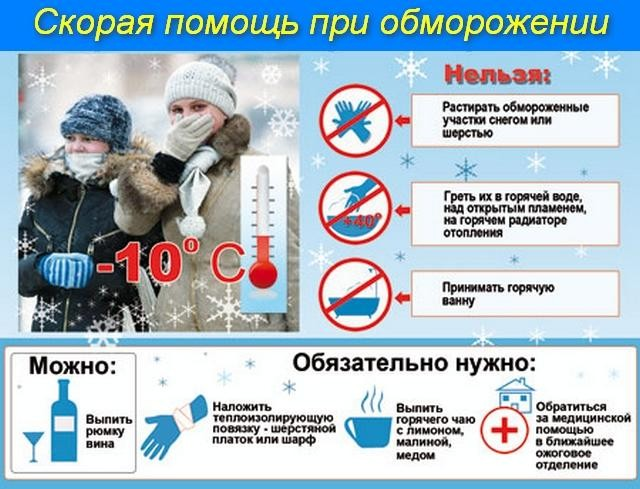 Скорая помощь при обморожении
Нельзя:
Растирать обмороженные
участки снегом или
шерстью
Греть их в горячей воде,
над открытым пламенем,
на горячем радиаторе
отопления
+40°
Принимать горячую
ванну
-10° C
Можно:
Выпить
рюмку
вина
Обязательно нужно:
Наложить
теплоизолирующую
повязку - шерстяной
платок или шарф
Выпить
горячего чаю
с лимоном,
малиной,
медом
Обратиться
за медицинской
помощью
в ближайшее
ожоговое
отделение